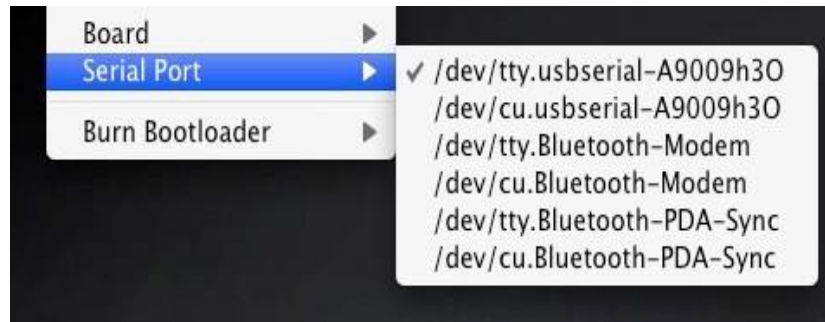 Board
Serial Port
Burn Bootloader
✓ /dev/tty.usbserial-A9009h3O
/dev/cu.usbserial-A9009h3O
/dev/tty.Bluetooth-Modem
/dev/cu.Bluetooth-Modem
/dev/tty.Bluetooth-PDA-Sync
/dev/cu.Bluetooth-PDA-Sync